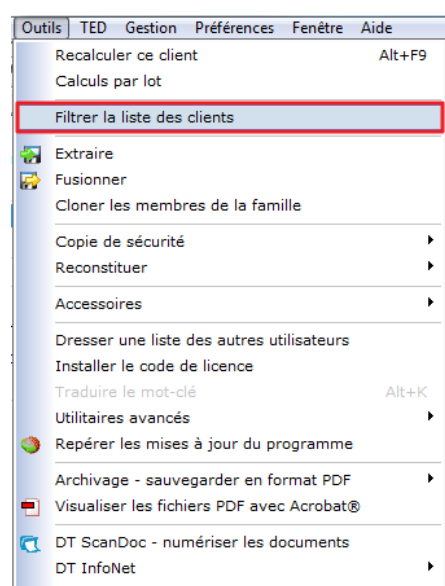 Outils TED Gestion Préférences Fenêtre Aide
Recalculer ce client Alt+F9
Calculs par lot
Filtrer la liste des clients
Extraire
Fusionner
Cloner les membres de la famille
Copie de sécurité
Reconstituer
Accessoires
Dresser une liste des autres utilisateurs
Installer le code de licence
Traduire le mot-clé Alt+K
Utilitaires avancés
Repérer les mises à jour du programme
Archivage - sauvegarder en format PDF
Visualiser les fichiers PDF avec Acrobat®
DT ScanDoc - numériser les documents
DT InfoNet